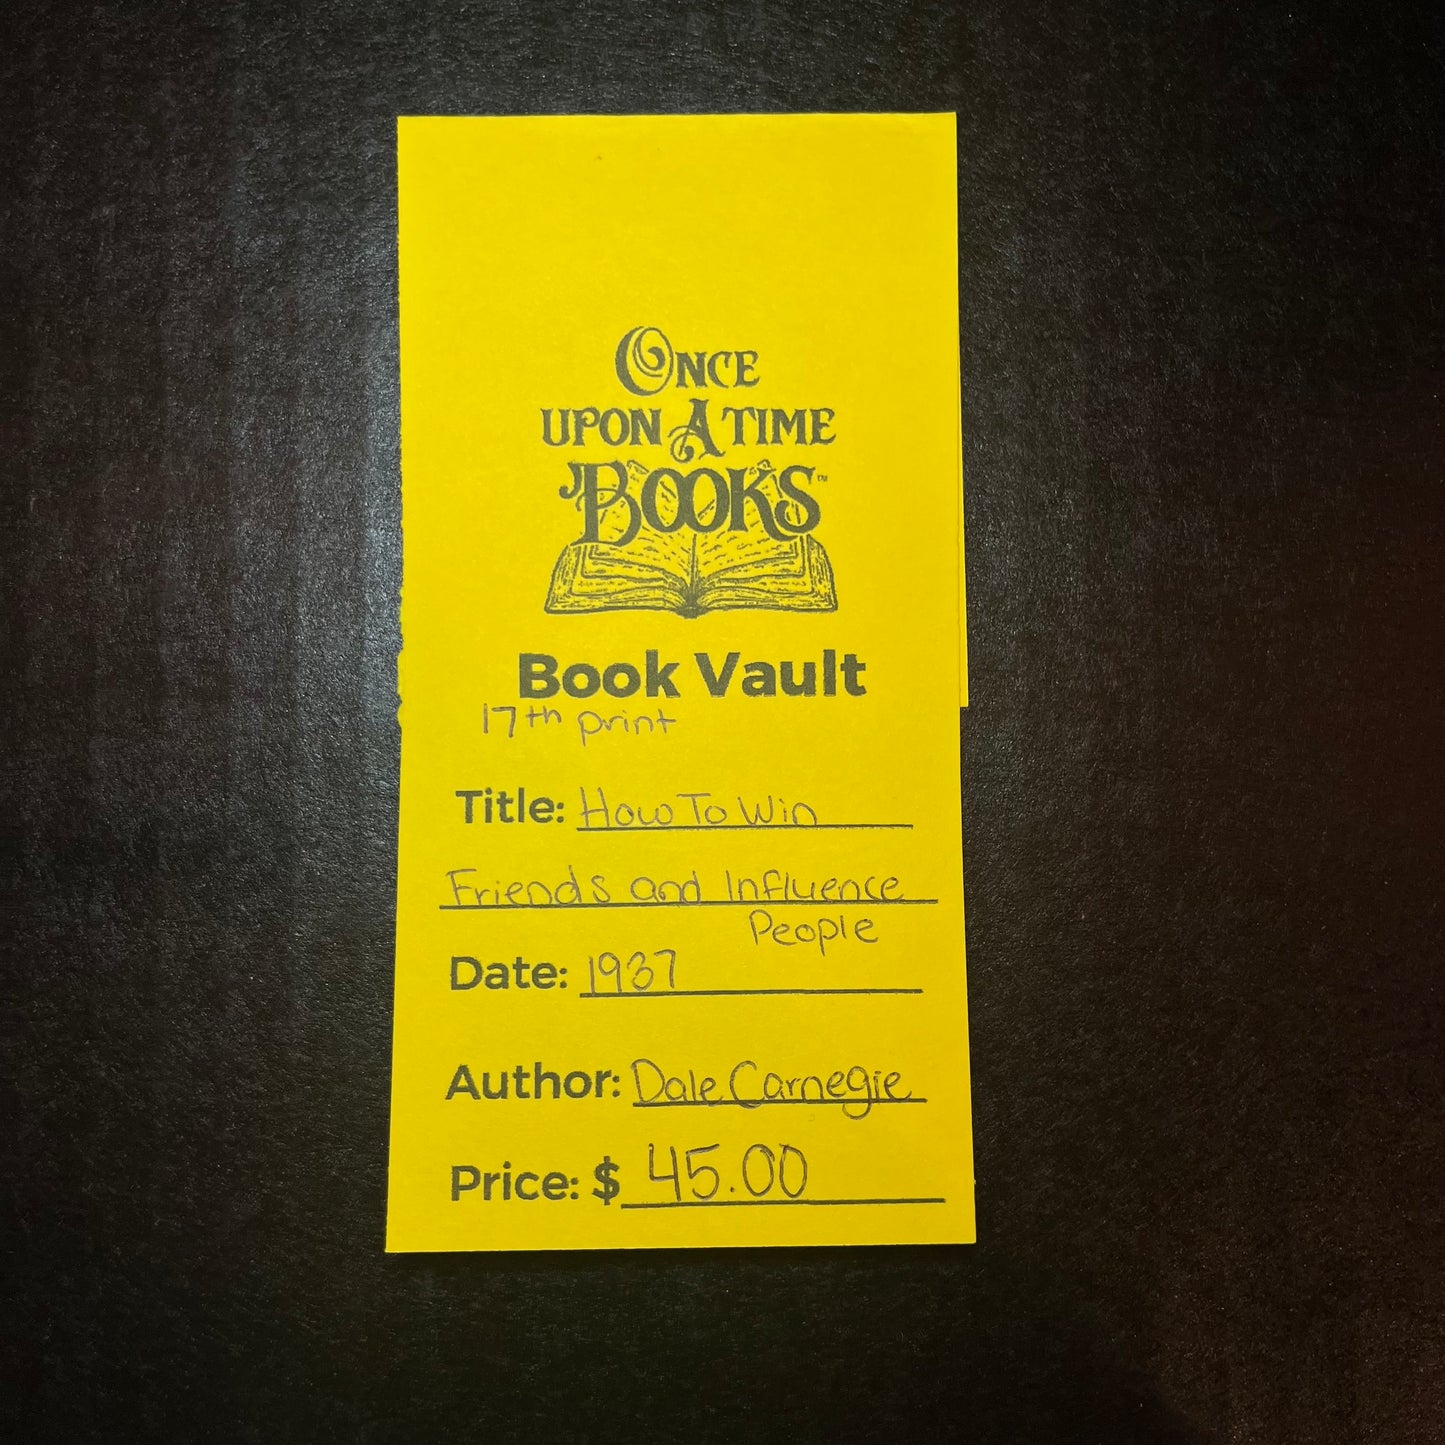 ONCE
UPON A TIME
BOOKS™
Book Vault
17th print
Title: How To Win
Friends and Influence
People
Date: 1937
Author: Dale Carnegie
Price: $ 45.00